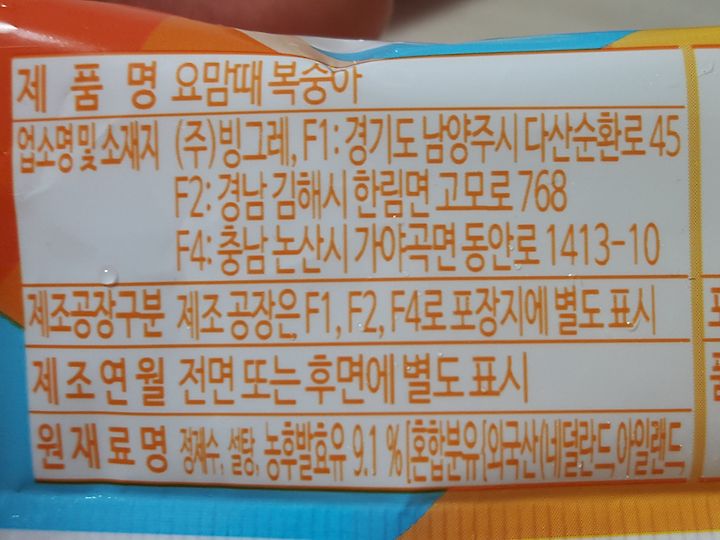 제 품 명 요맘때 복숭아
업소명 및 소재지 (주)빙그레, F1: 경기도 남양주시 다산순환로 45
F2: 경남 김해시 한림면 고모로 768
F4: 충남 논산시 가야곡면 동안로 1413-10
제조공장구분 제조 공장은 F1, F2, F4로 포장지에 별도 표시
제 조 연 월 전면 또는 후면에 별도 표시
원 재 료 명 정제수, 설탕, 농후발효유 9.1 % [혼합분유{외국산(네덜란드, 아일랜드